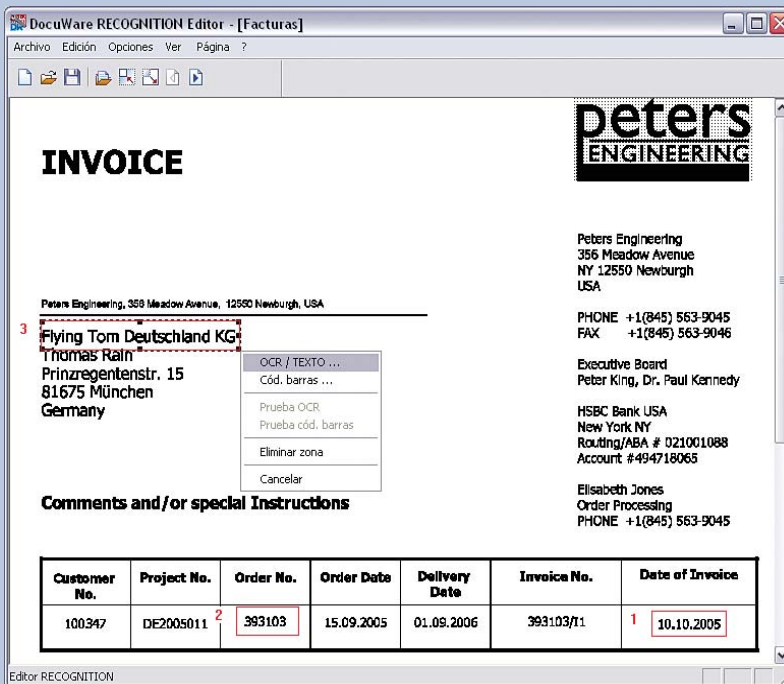 DocuWare RECOGNITION Editor - [Facturas]
Archivo Edición Opciones Ver Página ?
peters
ENGINEERING
INVOICE
Peters Engineering
356 Meadow Avenue
NY 12550 Newburgh
USA
Peters Engineering, 356 Meadow Avenue, 12550 Newburgh, USA
PHONE +1(845) 563-9045
FAX +1(845) 563-9046
3
Flying Tom Deutschland KG
Thomas Rain
Prinzregentenstr. 15
81675 München
Germany
OCR / TEXTO ...
Cód. barras ...
Prueba OCR
Prueba cód. barras
Eliminar zona
Cancelar
Executive Board
Peter King, Dr. Paul Kennedy
HSBC Bank USA
New York NY
Routing/ABA # 021001088
Account #494718065
Elisabeth Jones
Order Processing
PHONE +1(845) 563-9045
Comments and/or special Instructions
Customer No. Project No. Order No. Order Date Delivery Date Invoice No. Date of Invoice
100347 DE2005011 2 393103 15.09.2005 01.09.2006 393103/I1 1 10.10.2005
Editor RECOGNITION